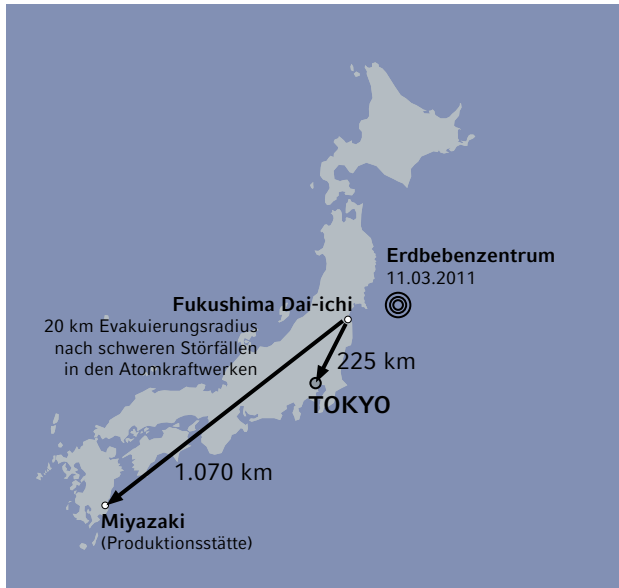 Erdbebenzentrum
11.03.2011
Fukushima Dai-ichi
20 km Evakuierungsradius
nach schweren Störfällen
in den Atomkraftwerken
225 km
TOKYO
1.070 km
Miyazaki
(Produktionsstätte)